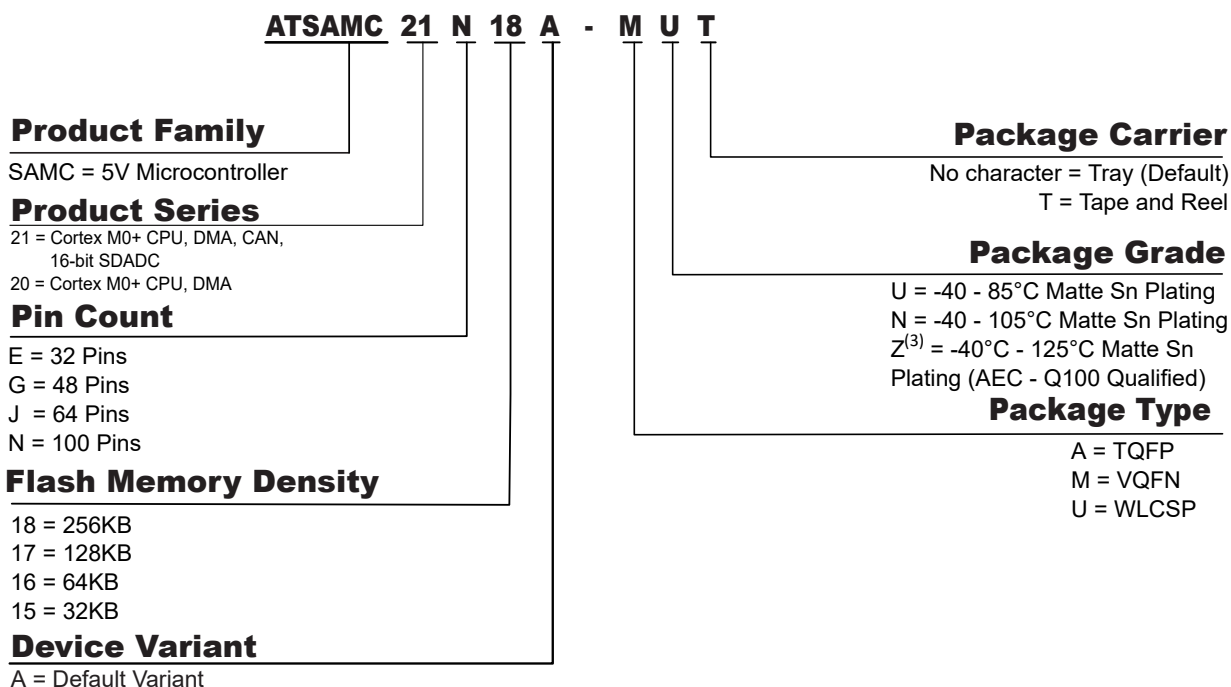 ATSAMC 21 N 18 A - M U T
Product Family
SAMC = 5V Microcontroller
Product Series
21 = Cortex M0+ CPU, DMA, CAN,
16-bit SDADC
20 = Cortex M0+ CPU, DMA
Pin Count
E = 32 Pins
G = 48 Pins
J = 64 Pins
N = 100 Pins
Flash Memory Density
18 = 256KB
17 = 128KB
16 = 64KB
15 = 32KB
Device Variant
A = Default Variant
Package Carrier
No character = Tray (Default)
T = Tape and Reel
Package Grade
U = -40 - 85°C Matte Sn Plating
N = -40 - 105°C Matte Sn Plating
Z(3) = -40°C - 125°C Matte Sn
Plating (AEC - Q100 Qualified)
Package Type
A = TQFP
M = VQFN
U = WLCSP